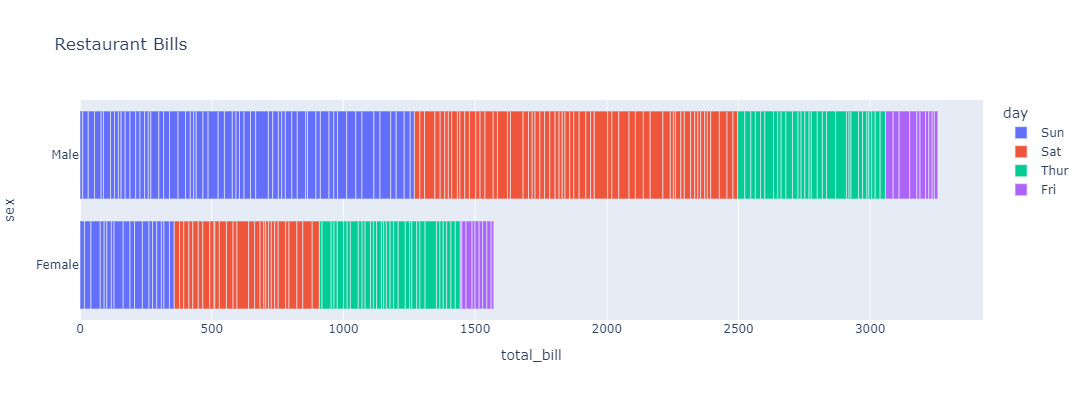 Restaurant Bills
day
Sun
Sat
Thur
Fri
sex
Male
Female
0 500 1000 1500 2000 2500 3000
total_bill